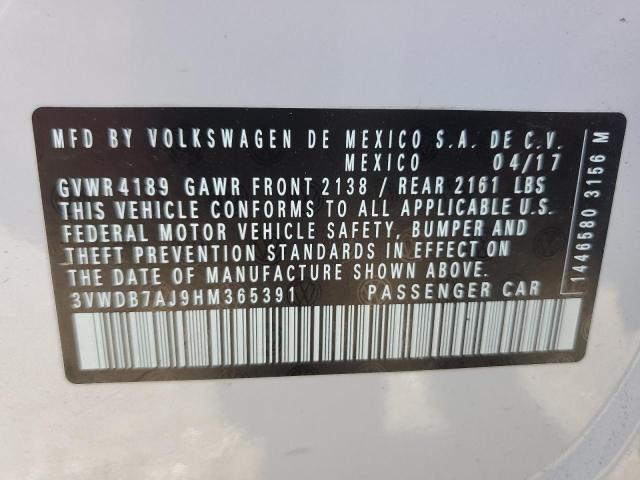 MFD BY VOLKSWAGEN DE MEXICO S.A. DE C.V.
MEXICO 04/17
GVWR4189 GAWR FRONT 2138 / REAR 2161 LBS
THIS VEHICLE CONFORMS TO ALL APPLICABLE U.S.
FEDERAL MOTOR VEHICLE SAFETY, BUMPER AND
THEFT PREVENTION STANDARDS IN EFFECT ON
THE DATE OF MANUFACTURE SHOWN ABOVE.
3VWDB7AJ9HM365391 PASSENGER CAR
1446580 3156 M